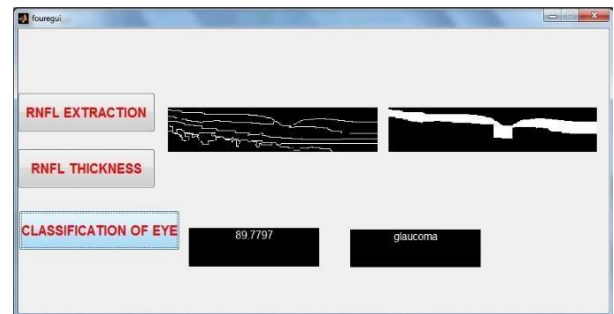 fouregui
RNFL EXTRACTION
RNFL THICKNESS
CLASSIFICATION OF EYE
89.7797
glaucoma